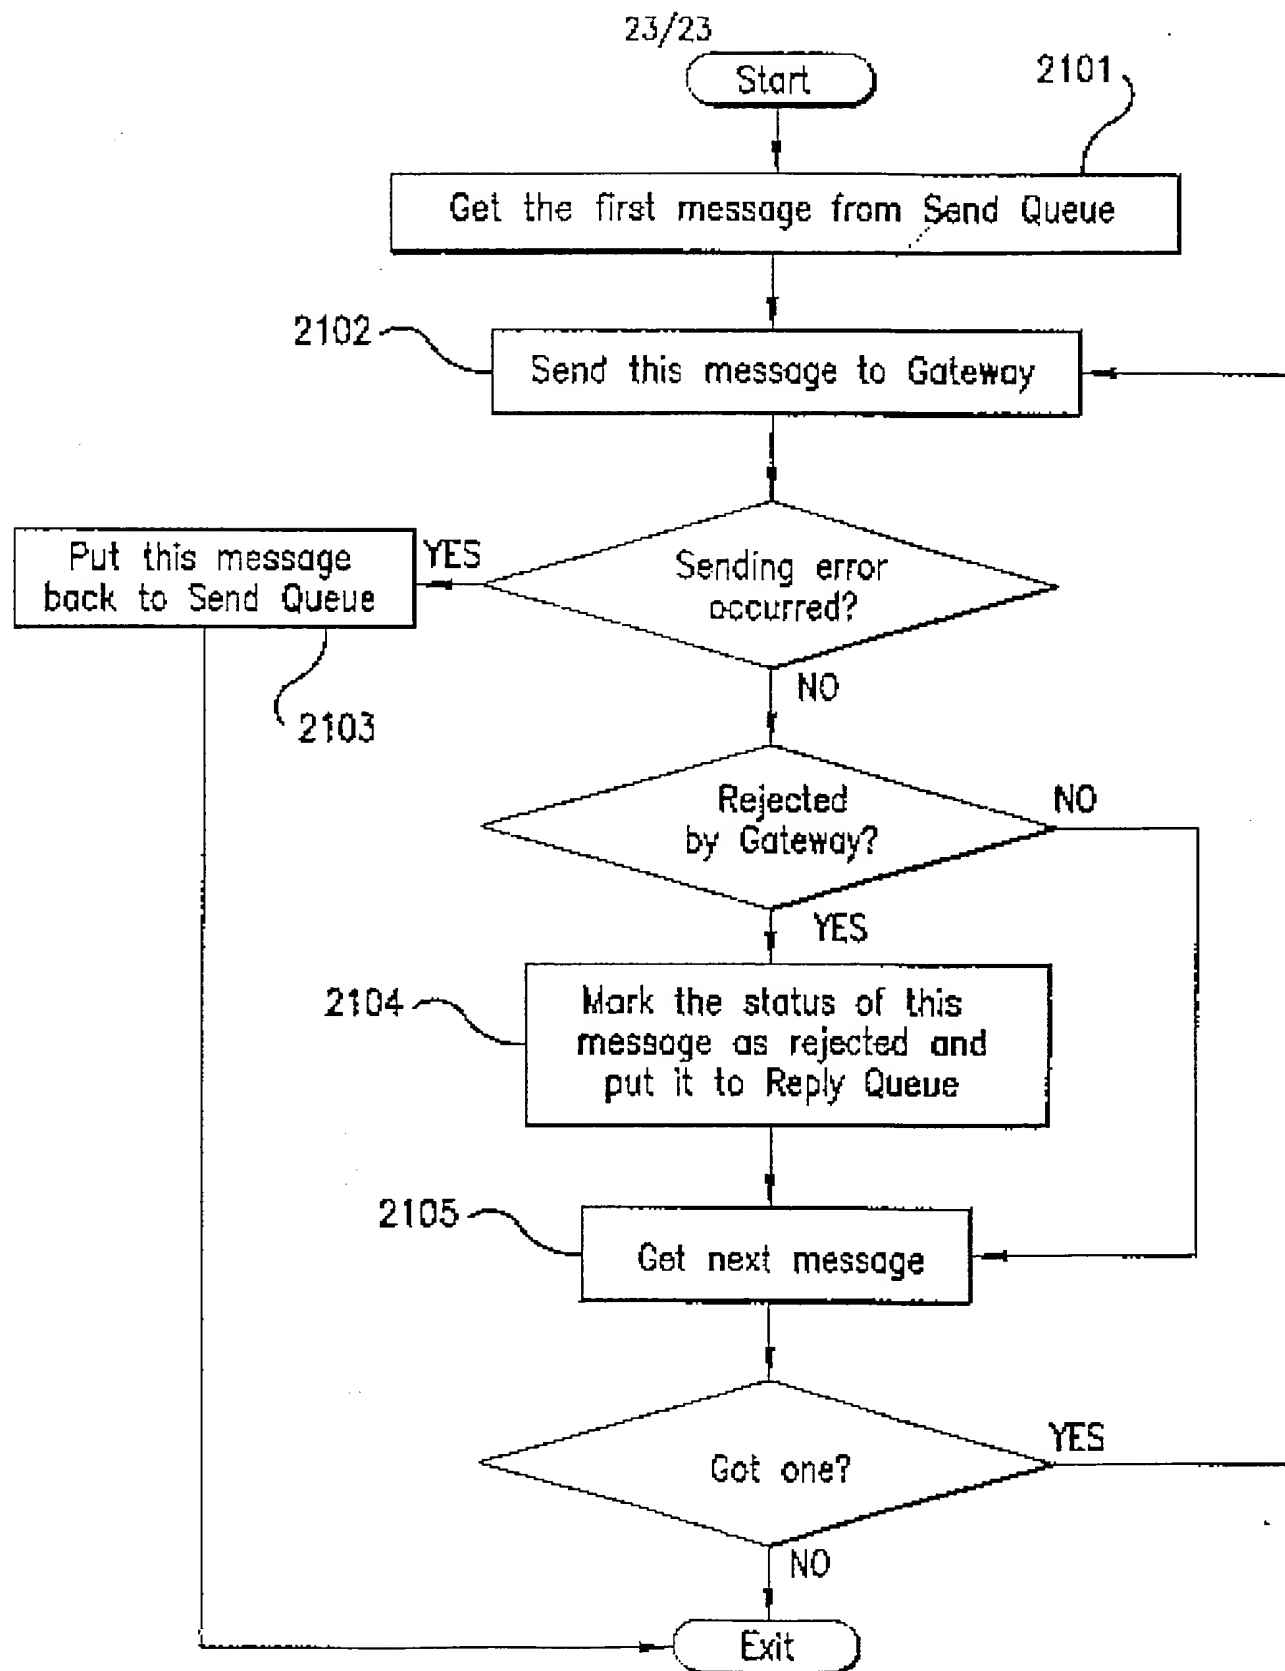 23/23
Start
2101
Get the first message from Send Queue
2102
Send this message to Gateway
Put this message
back to Send Queue
YES
Sending error
occurred?
2103
NO
Rejected
by Gateway?
NO
YES
2104
Mark the status of this
message as rejected and
put it to Reply Queue
2105
Get next message
Got one?
YES
NO
Exit